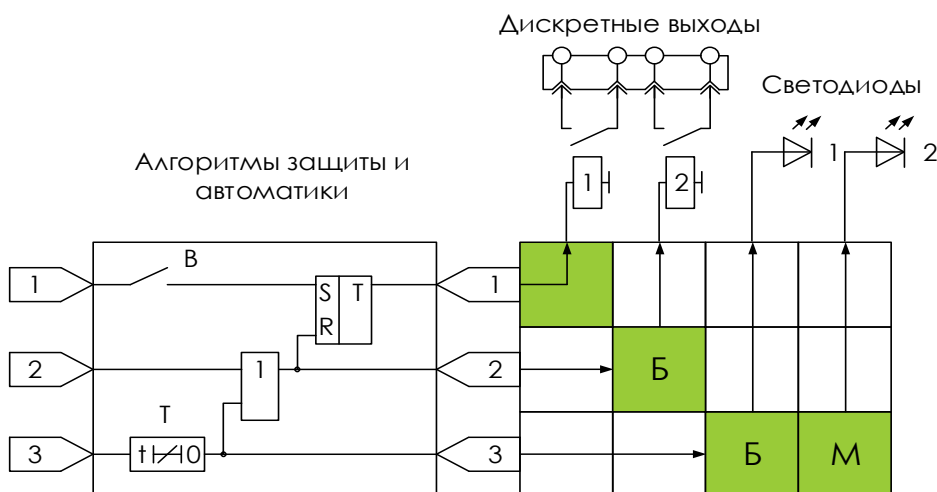 Дискретные выходы
Светодиоды
1 2
Алгоритмы защиты и
автоматики
1 2
1 B S T 1
R
2 1 2 Б
T
3 t 0 3 Б М